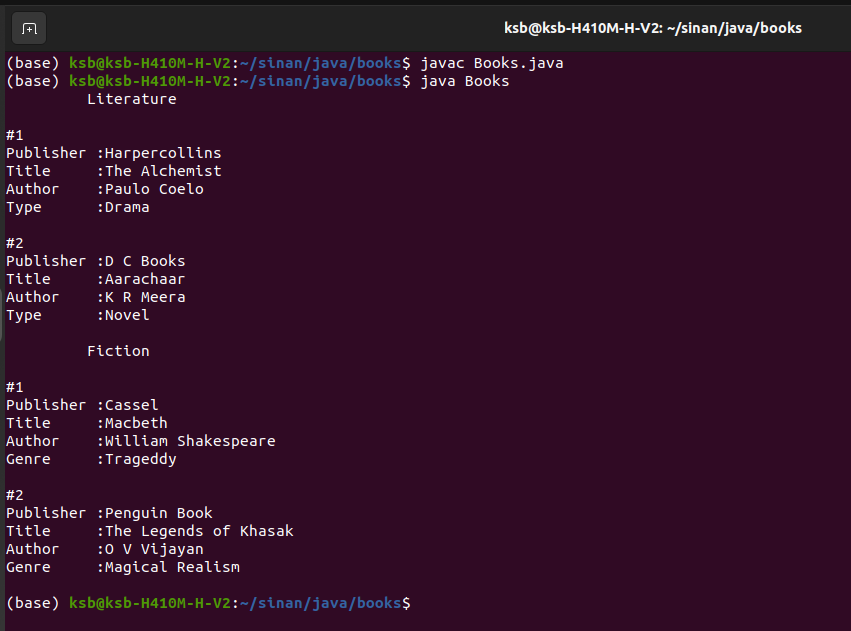 ksb@ksb-H410M-H-V2: ~/sinan/java/books
(base) ksb@ksb-H410M-H-V2:~/sinan/java/books$ javac Books.java
(base) ksb@ksb-H410M-H-V2:~/sinan/java/books$ java Books
Literature
#1
Publisher :Harpercollins
Title :The Alchemist
Author :Paulo Coelo
Type :Drama
#2
Publisher :D C Books
Title :Aarachaar
Author :K R Meera
Type :Novel
Fiction
#1
Publisher :Cassel
Title :Macbeth
Author :William Shakespeare
Genre :Trageddy
#2
Publisher :Penguin Book
Title :The Legends of Khasak
Author :O V Vijayan
Genre :Magical Realism
(base) ksb@ksb-H410M-H-V2:~/sinan/java/books$